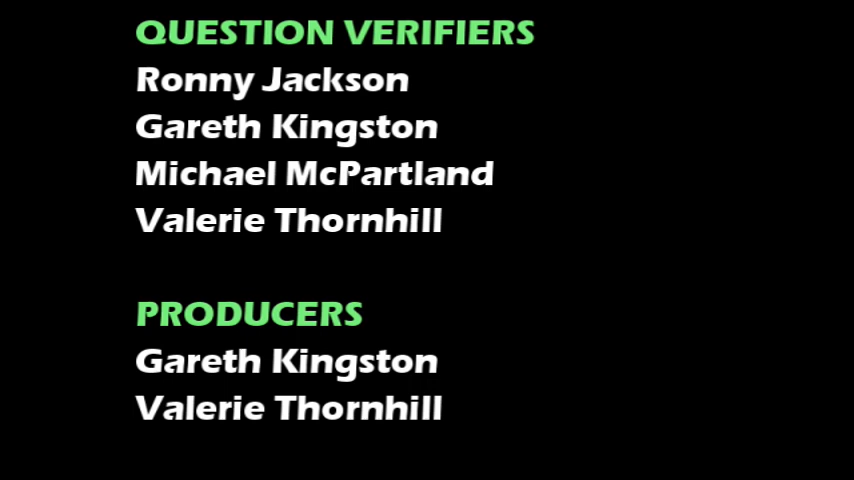 QUESTION VERIFIERS
Ronny Jackson
Gareth Kingston
Michael McPartland
Valerie Thornhill
PRODUCERS
Gareth Kingston
Valerie Thornhill